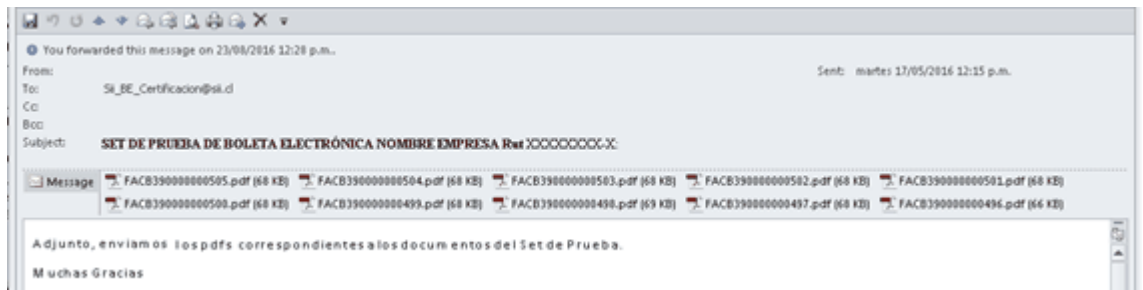 You forwarded this message on 23/08/2016 12:28 p.m..
From:
Sent: martes 17/05/2016 12:15 p.m.
To: Sii_BE_Certificacion@sii.cl
Cc:
Bcc:
Subject: SET DE PRUEBA DE BOLETA ELECTRÓNICA NOMBRE EMPRESA Rut XXXXXXXXX-X:
Message FACB390000000505.pdf (68 KB) FACB390000000504.pdf (68 KB) FACB390000000503.pdf (68 KB) FACB390000000502.pdf (68 KB) FACB390000000501.pdf (68 KB)
FACB390000000500.pdf (68 KB) FACB390000000499.pdf (68 KB) FACB390000000498.pdf (69 KB) FACB390000000497.pdf (68 KB) FACB390000000496.pdf (66 KB)
Adjunto, enviamos los pdfs correspondientes a los documentos del Set de Prueba.
Muchas Gracias